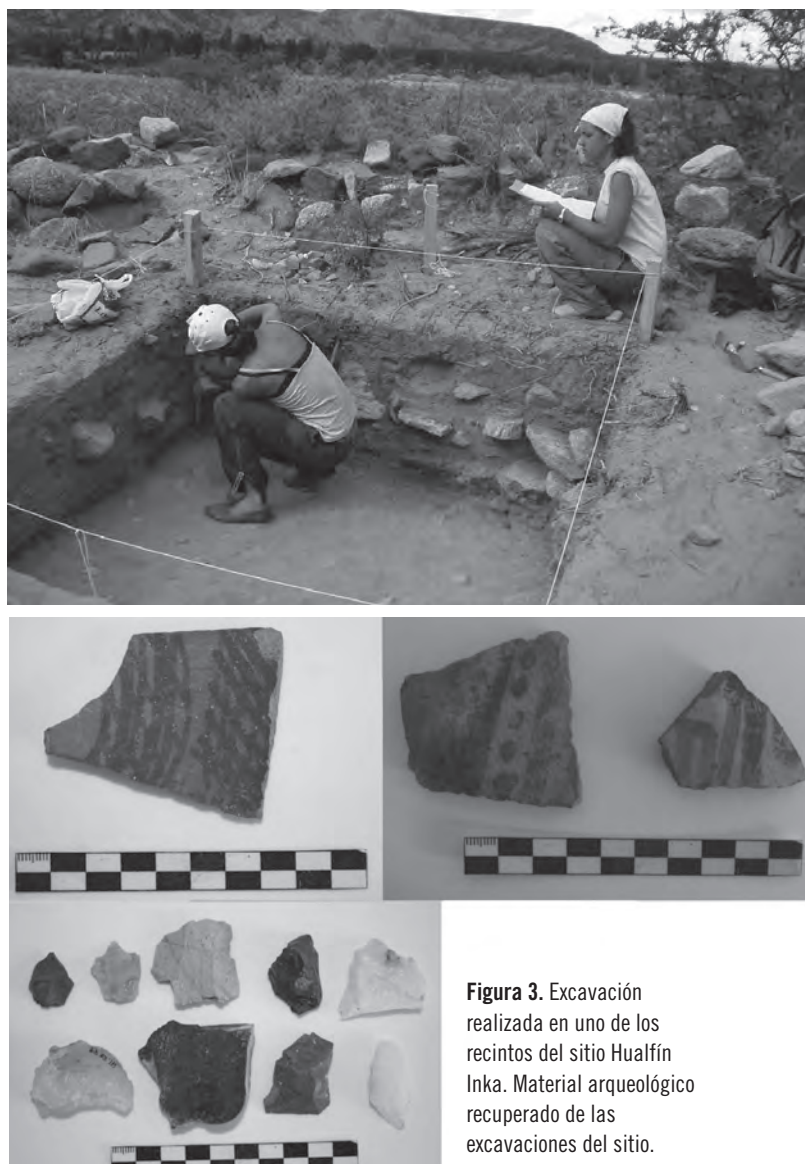 Figura 3. Excavación
realizada en uno de los
recintos del sitio Hualfín
Inka. Material arqueológico
recuperado de las
excavaciones del sitio.